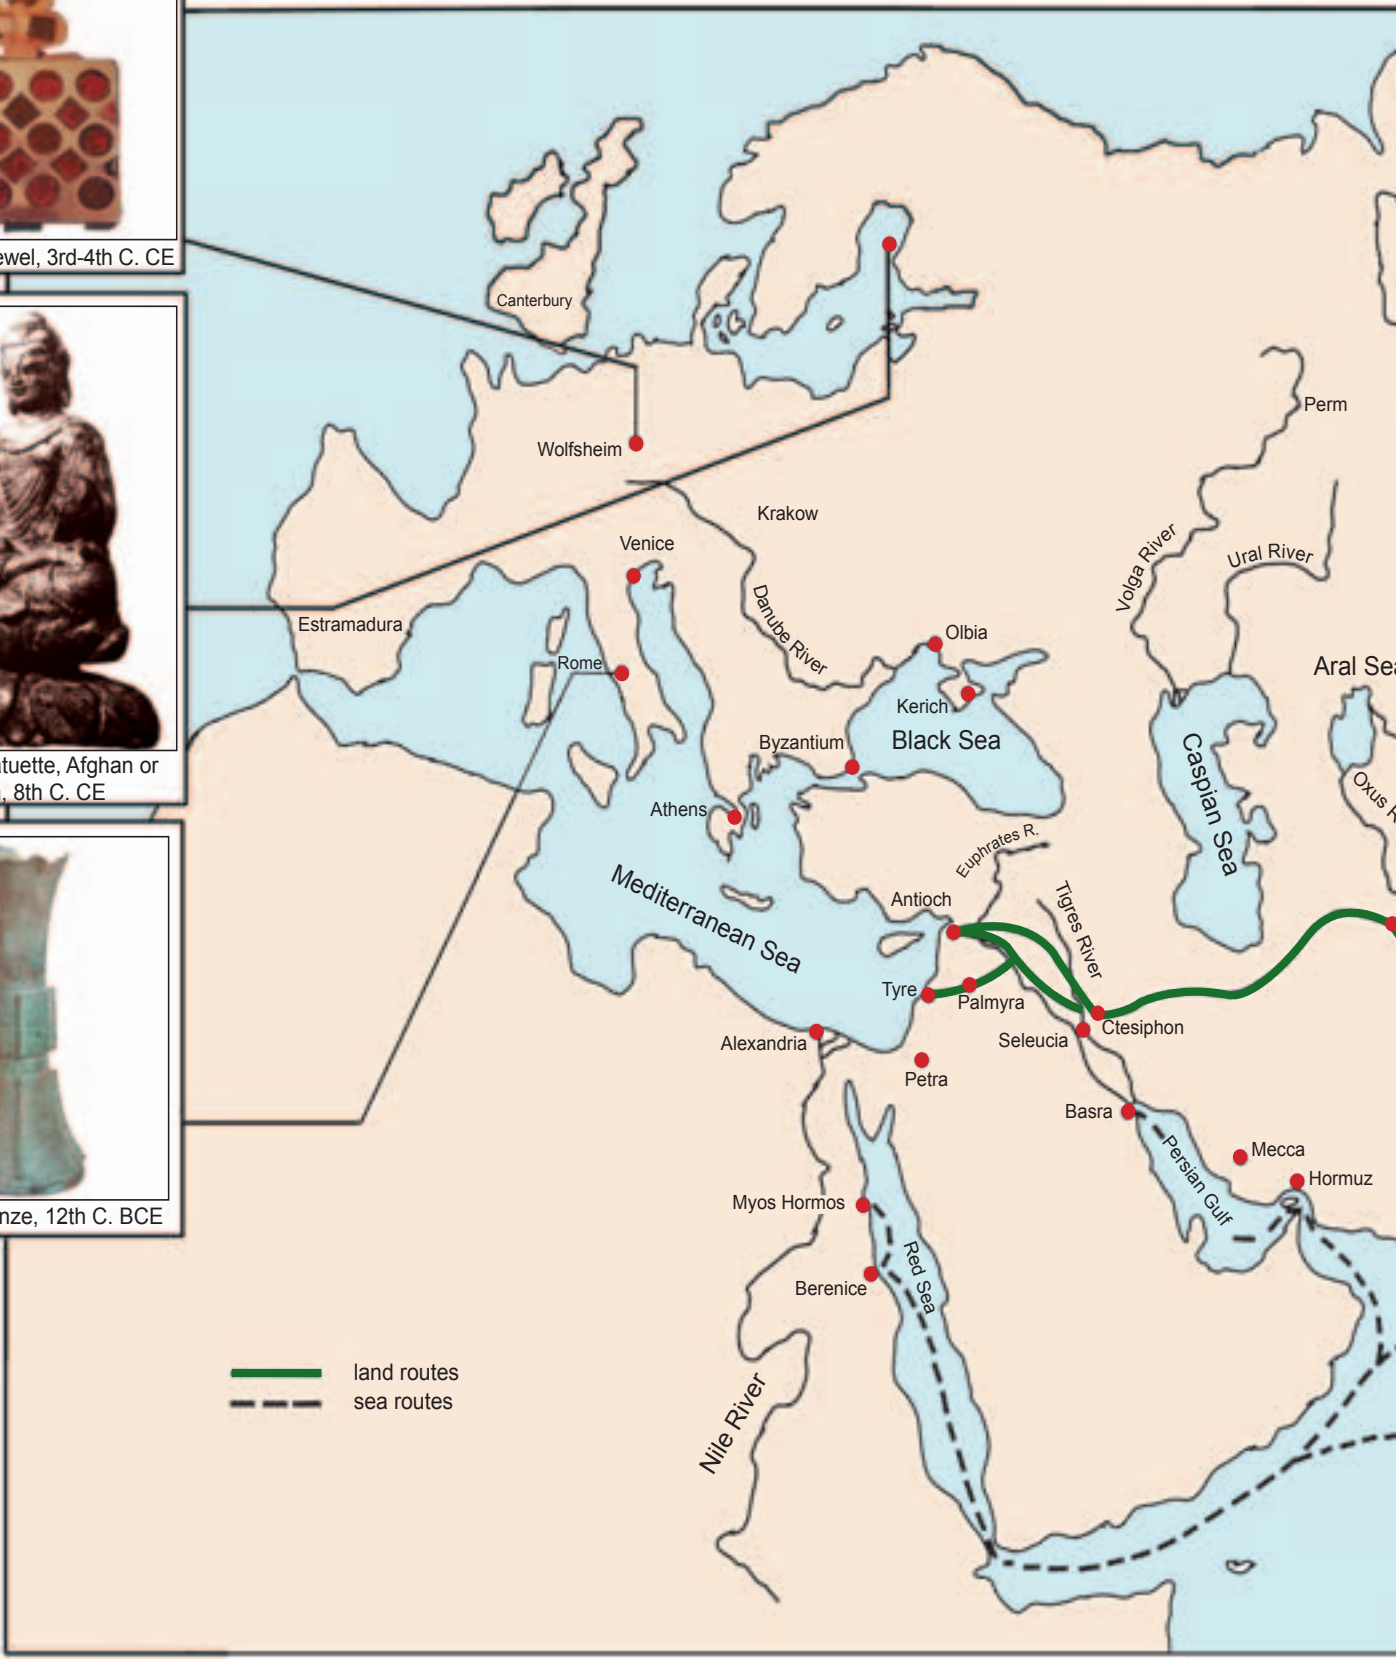 ewel, 3rd-4th C. CE
tuette, Afghan or
, 8th C. CE
nze, 12th C. BCE
Canterbury
Perm
Wolfsheim
Krakow
Venice
Volga River
Ural River
Danube River
Estramadura
Olbia
Rome
Aral Sea
Kerich
Black Sea
Byzantium
Caspian Sea
Oxus R
Athens
Euphrates R.
Mediterranean Sea
Antioch
Tigres River
Tyre
Palmyra
Ctesiphon
Seleucia
Alexandria
Petra
Basra
Mecca
Persian Gulf
Hormuz
Myos Hormos
Red Sea
Berenice
land routes
sea routes
Nile River